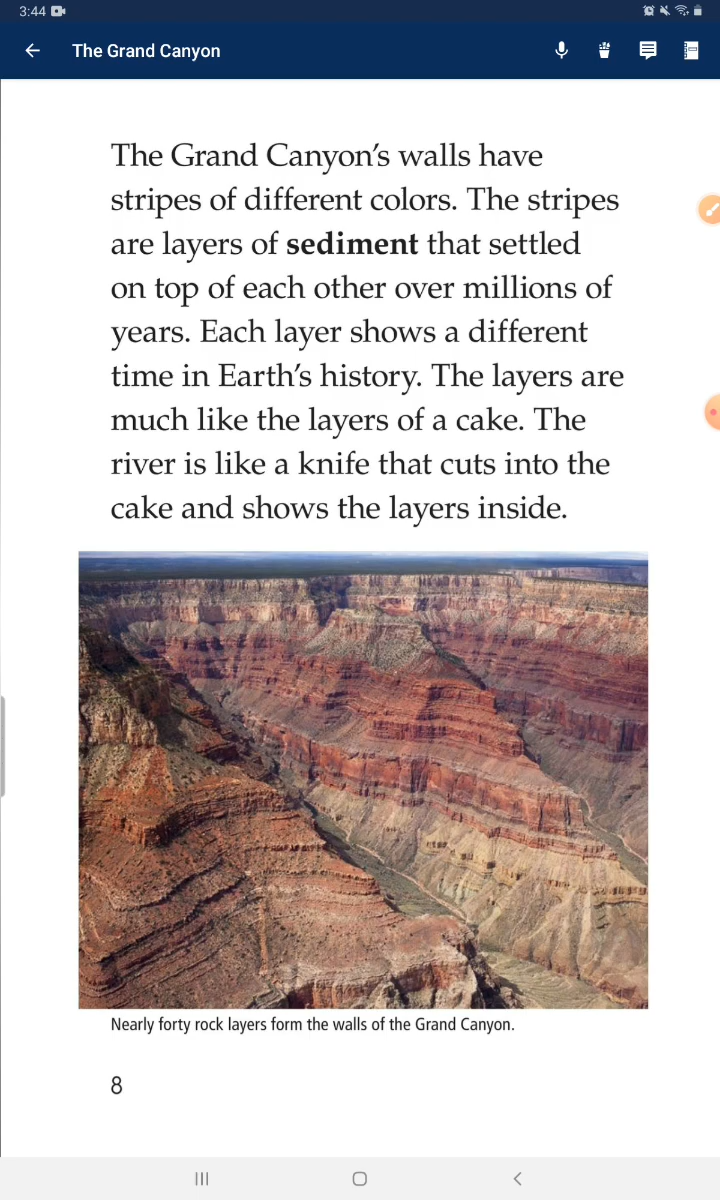 3:44
The Grand Canyon
The Grand Canyon’s walls have
stripes of different colors. The stripes
are layers of sediment that settled
on top of each other over millions of
years. Each layer shows a different
time in Earth’s history. The layers are
much like the layers of a cake. The
river is like a knife that cuts into the
cake and shows the layers inside.
Nearly forty rock layers form the walls of the Grand Canyon.
8